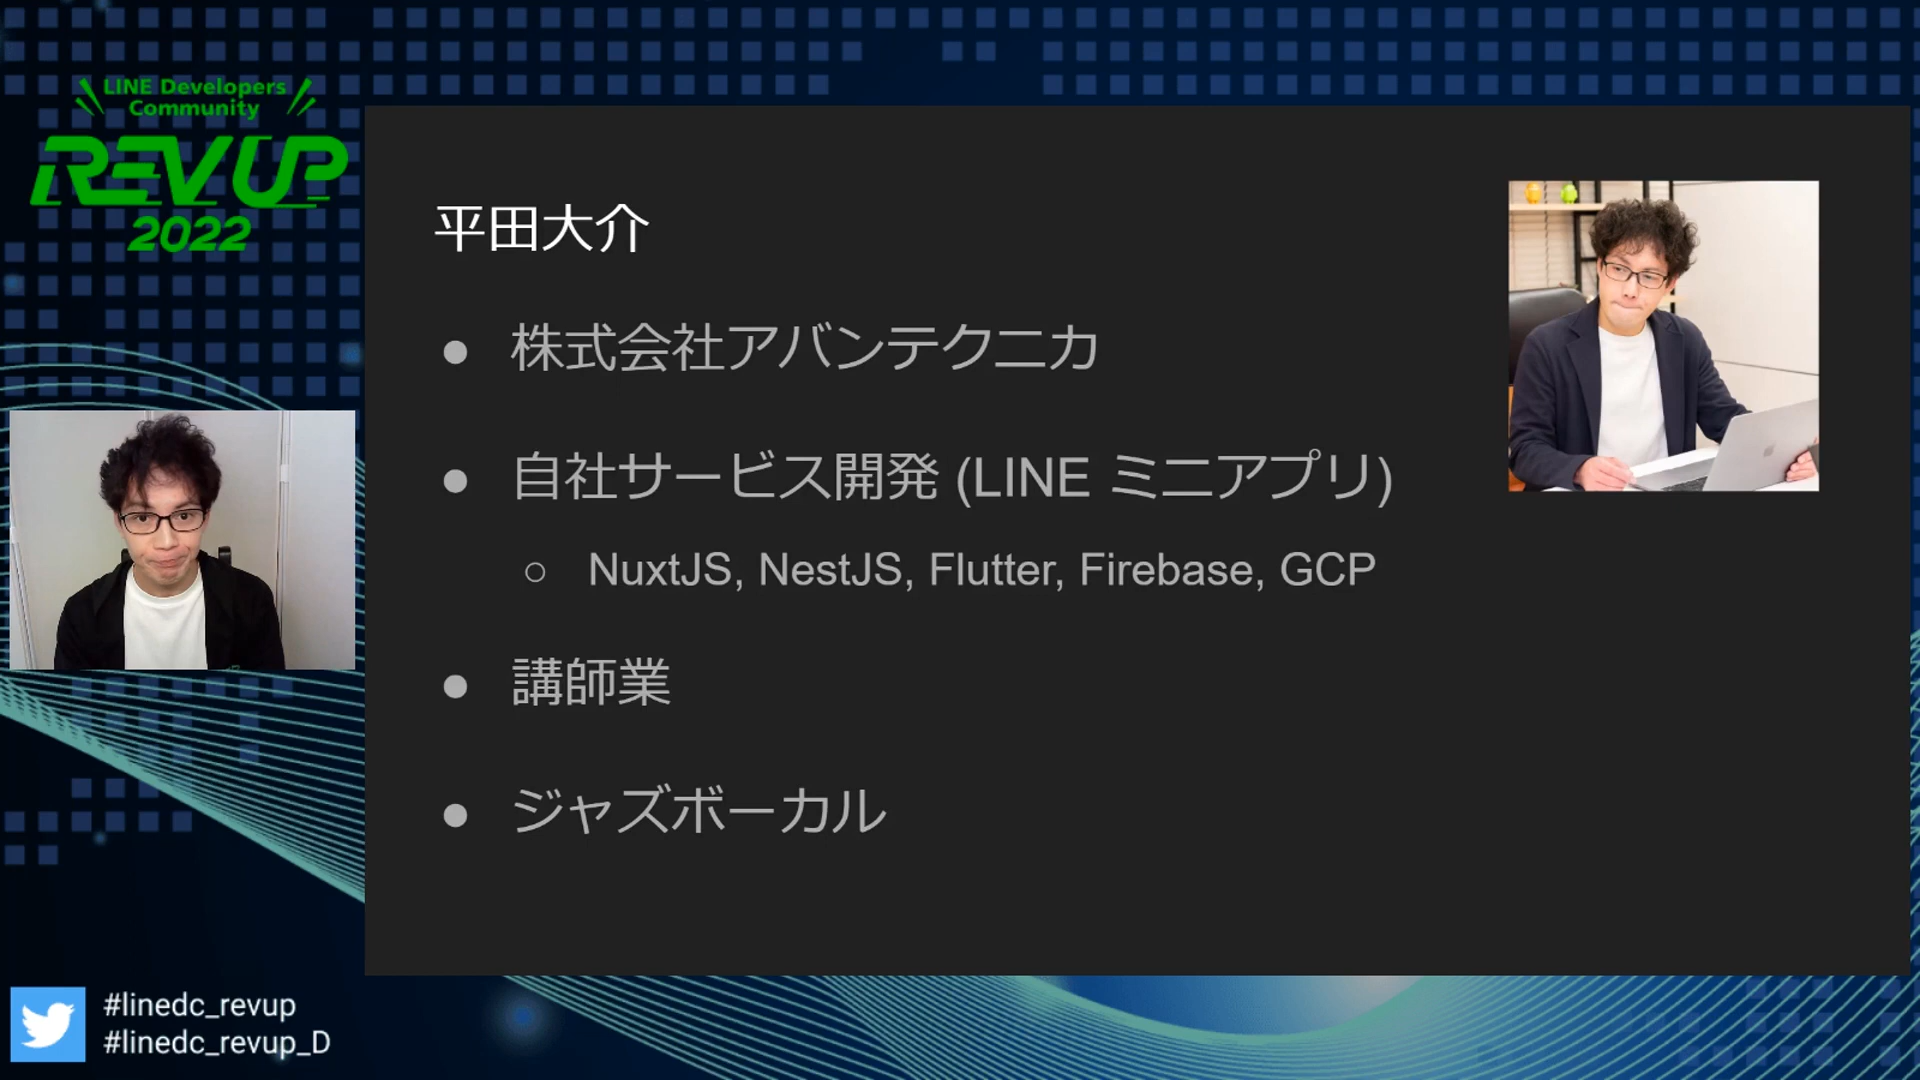 LINE Developers
Community
REV UP
2022
平田大介
● 株式会社アバンテクニカ
● 自社サービス開発 (LINE ミニアプリ)
○ NuxtJS, NestJS, Flutter, Firebase, GCP
● 講師業
● ジャズボーカル
#linedc_revup
#linedc_revup_D